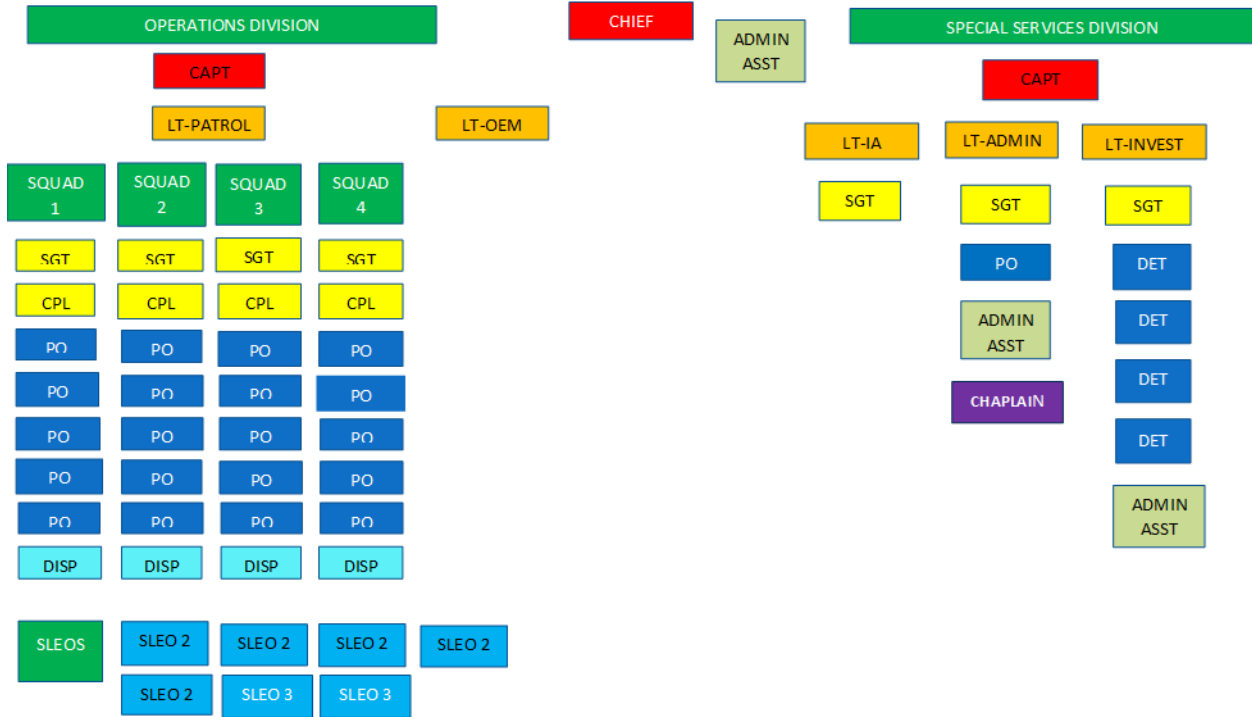 OPERATIONS DIVISION
CHIEF
ADMIN
ASST
SPECIAL SERVICES DIVISION
CAPT
CAPT
LT-PATROL
LT-OEM
LT-IA
LT-ADMIN
LT-INVEST
SQUAD
1
SQUAD
2
SQUAD
3
SQUAD
4
SGT
SGT
SGT
SGT
SGT
SGT
SGT
CPL
CPL
CPL
CPL
PO
DET
PO
PO
PO
PO
ADMIN
ASST
DET
PO
PO
PO
PO
CHAPLAIN
DET
PO
PO
PO
PO
DET
PO
PO
PO
PO
PO
PO
PO
PO
ADMIN
ASST
DISP
DISP
DISP
DISP
SLEOS
SLEO 2
SLEO 2
SLEO 2
SLEO 2
SLEO 2
SLEO 3
SLEO 3